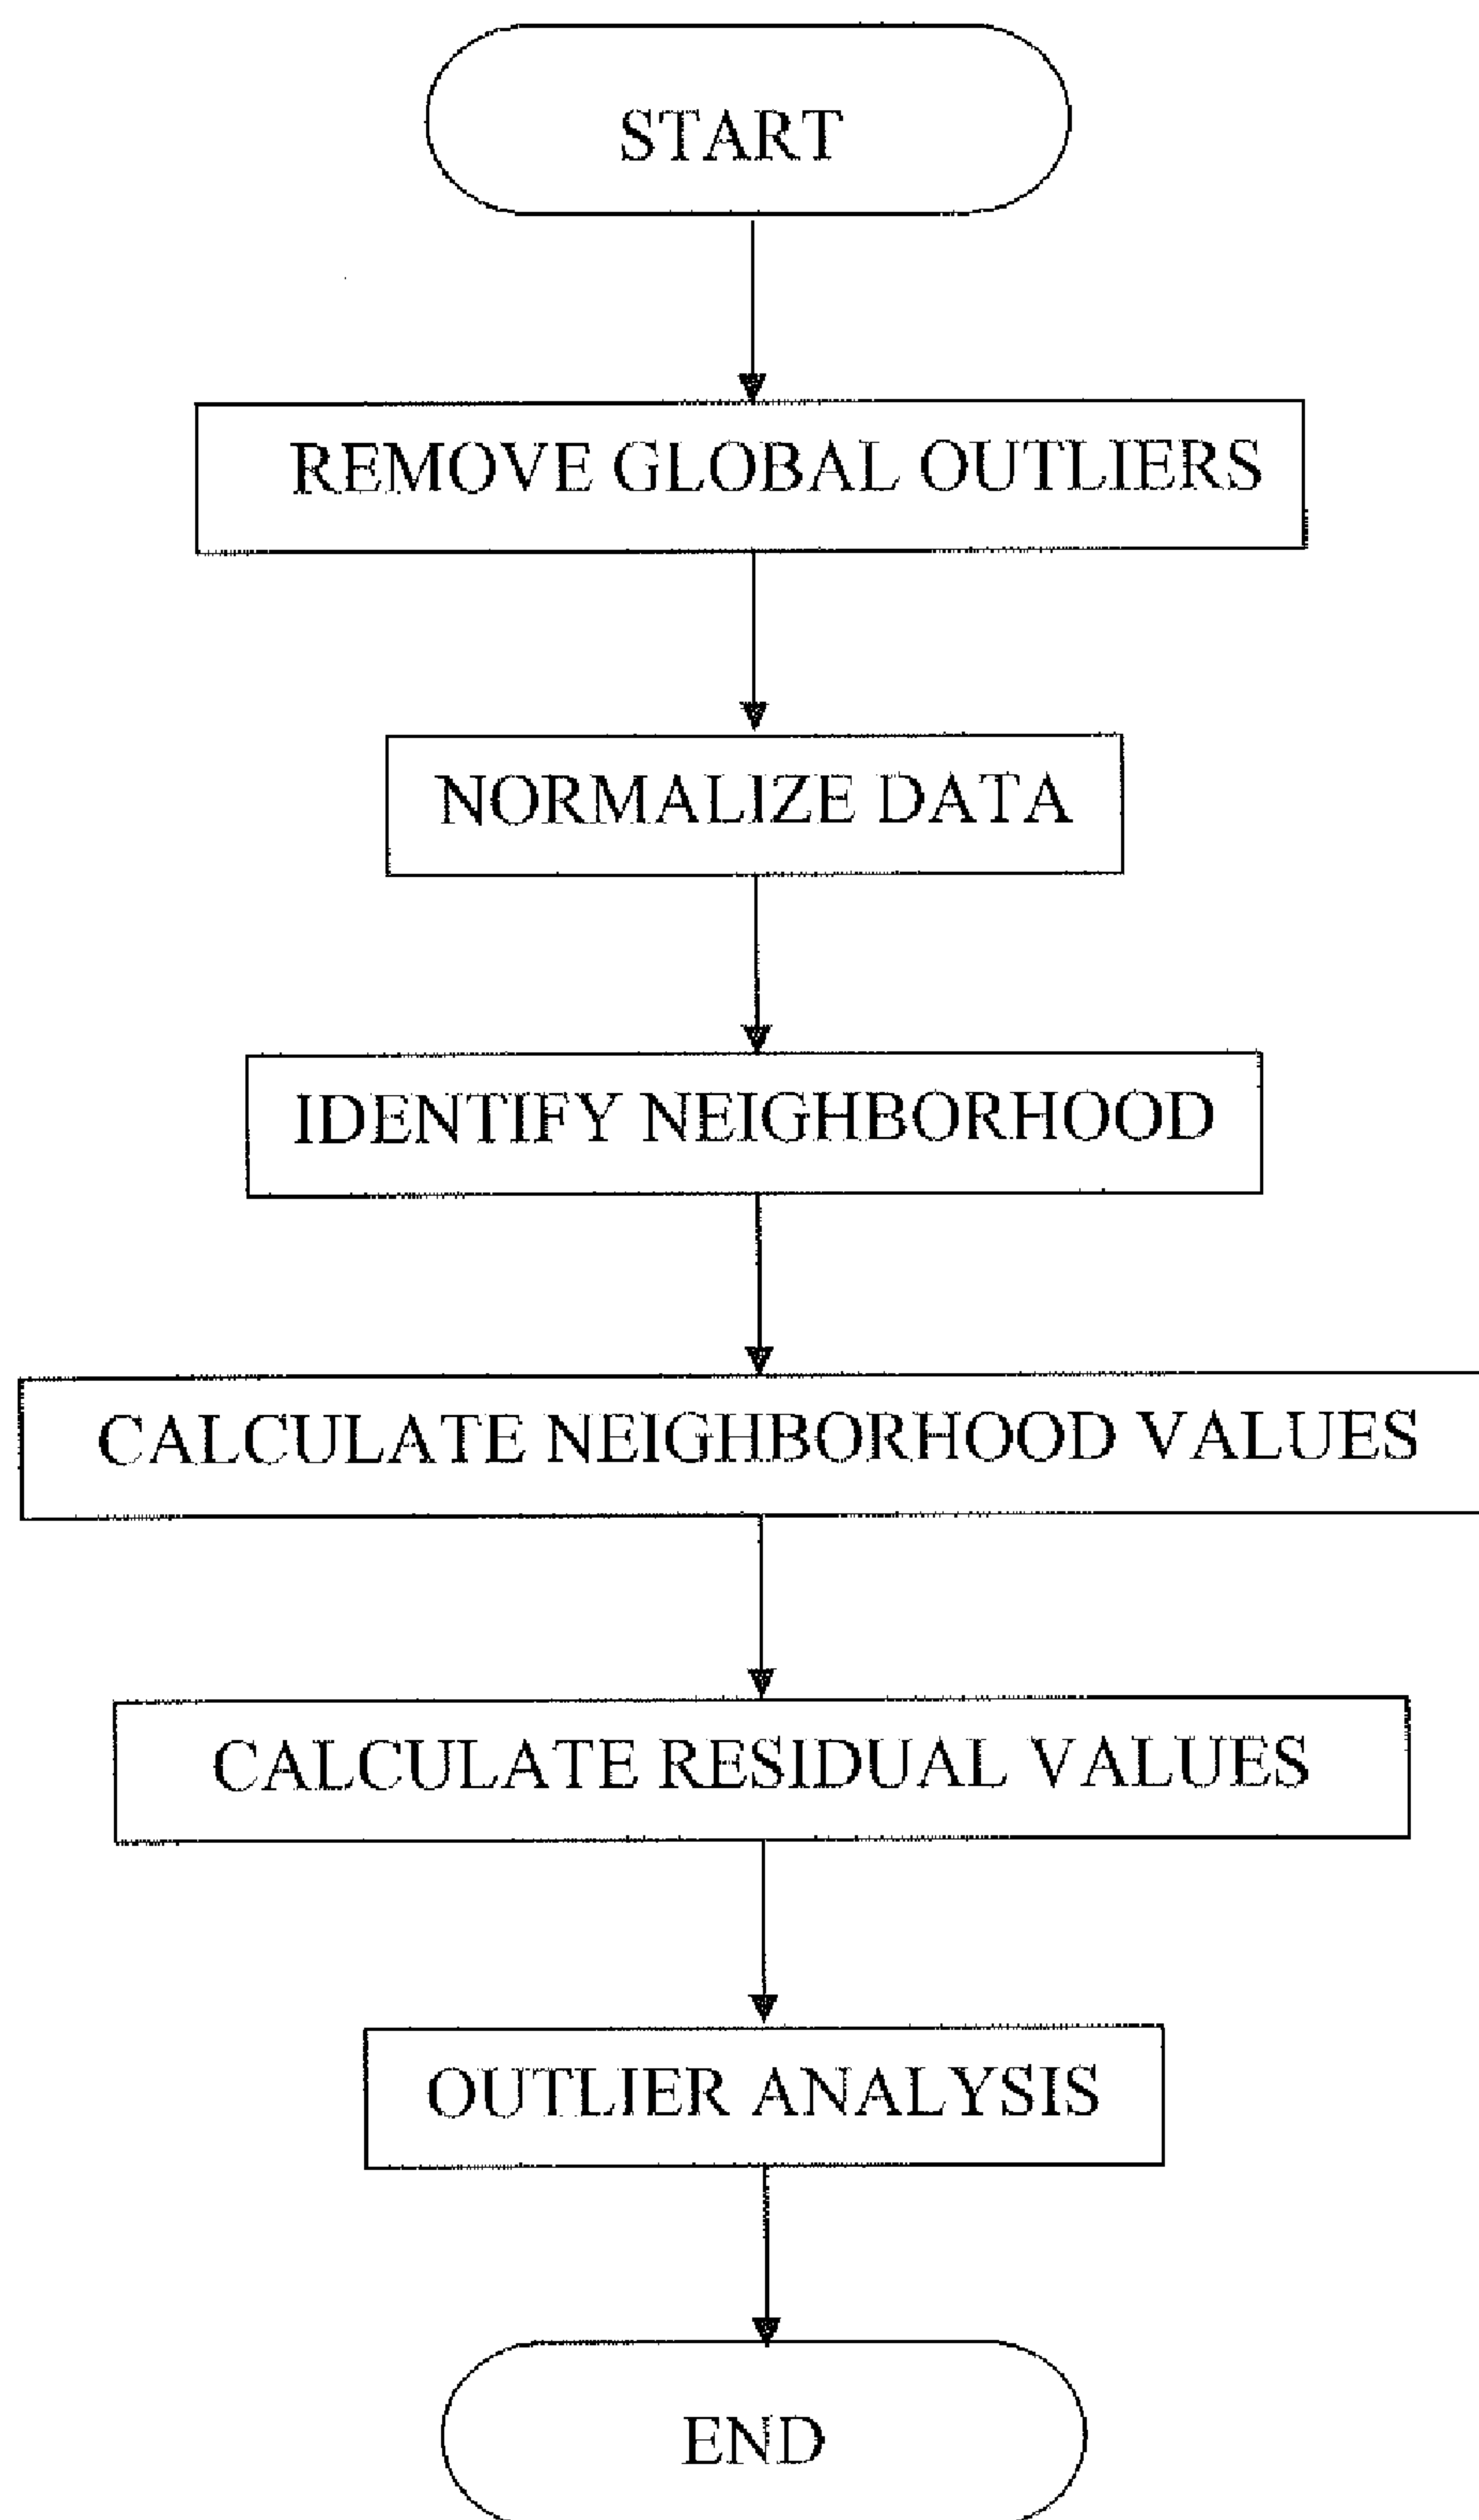 START
REMOVE GLOBAL OUTLIERS
NORMALIZE DATA
IDENTIFY NEIGHBORHOOD
CALCULATE NEIGHBORHOOD VALUES
CALCULATE RESIDUAL VALUES
OUTLIER ANALYSIS
END